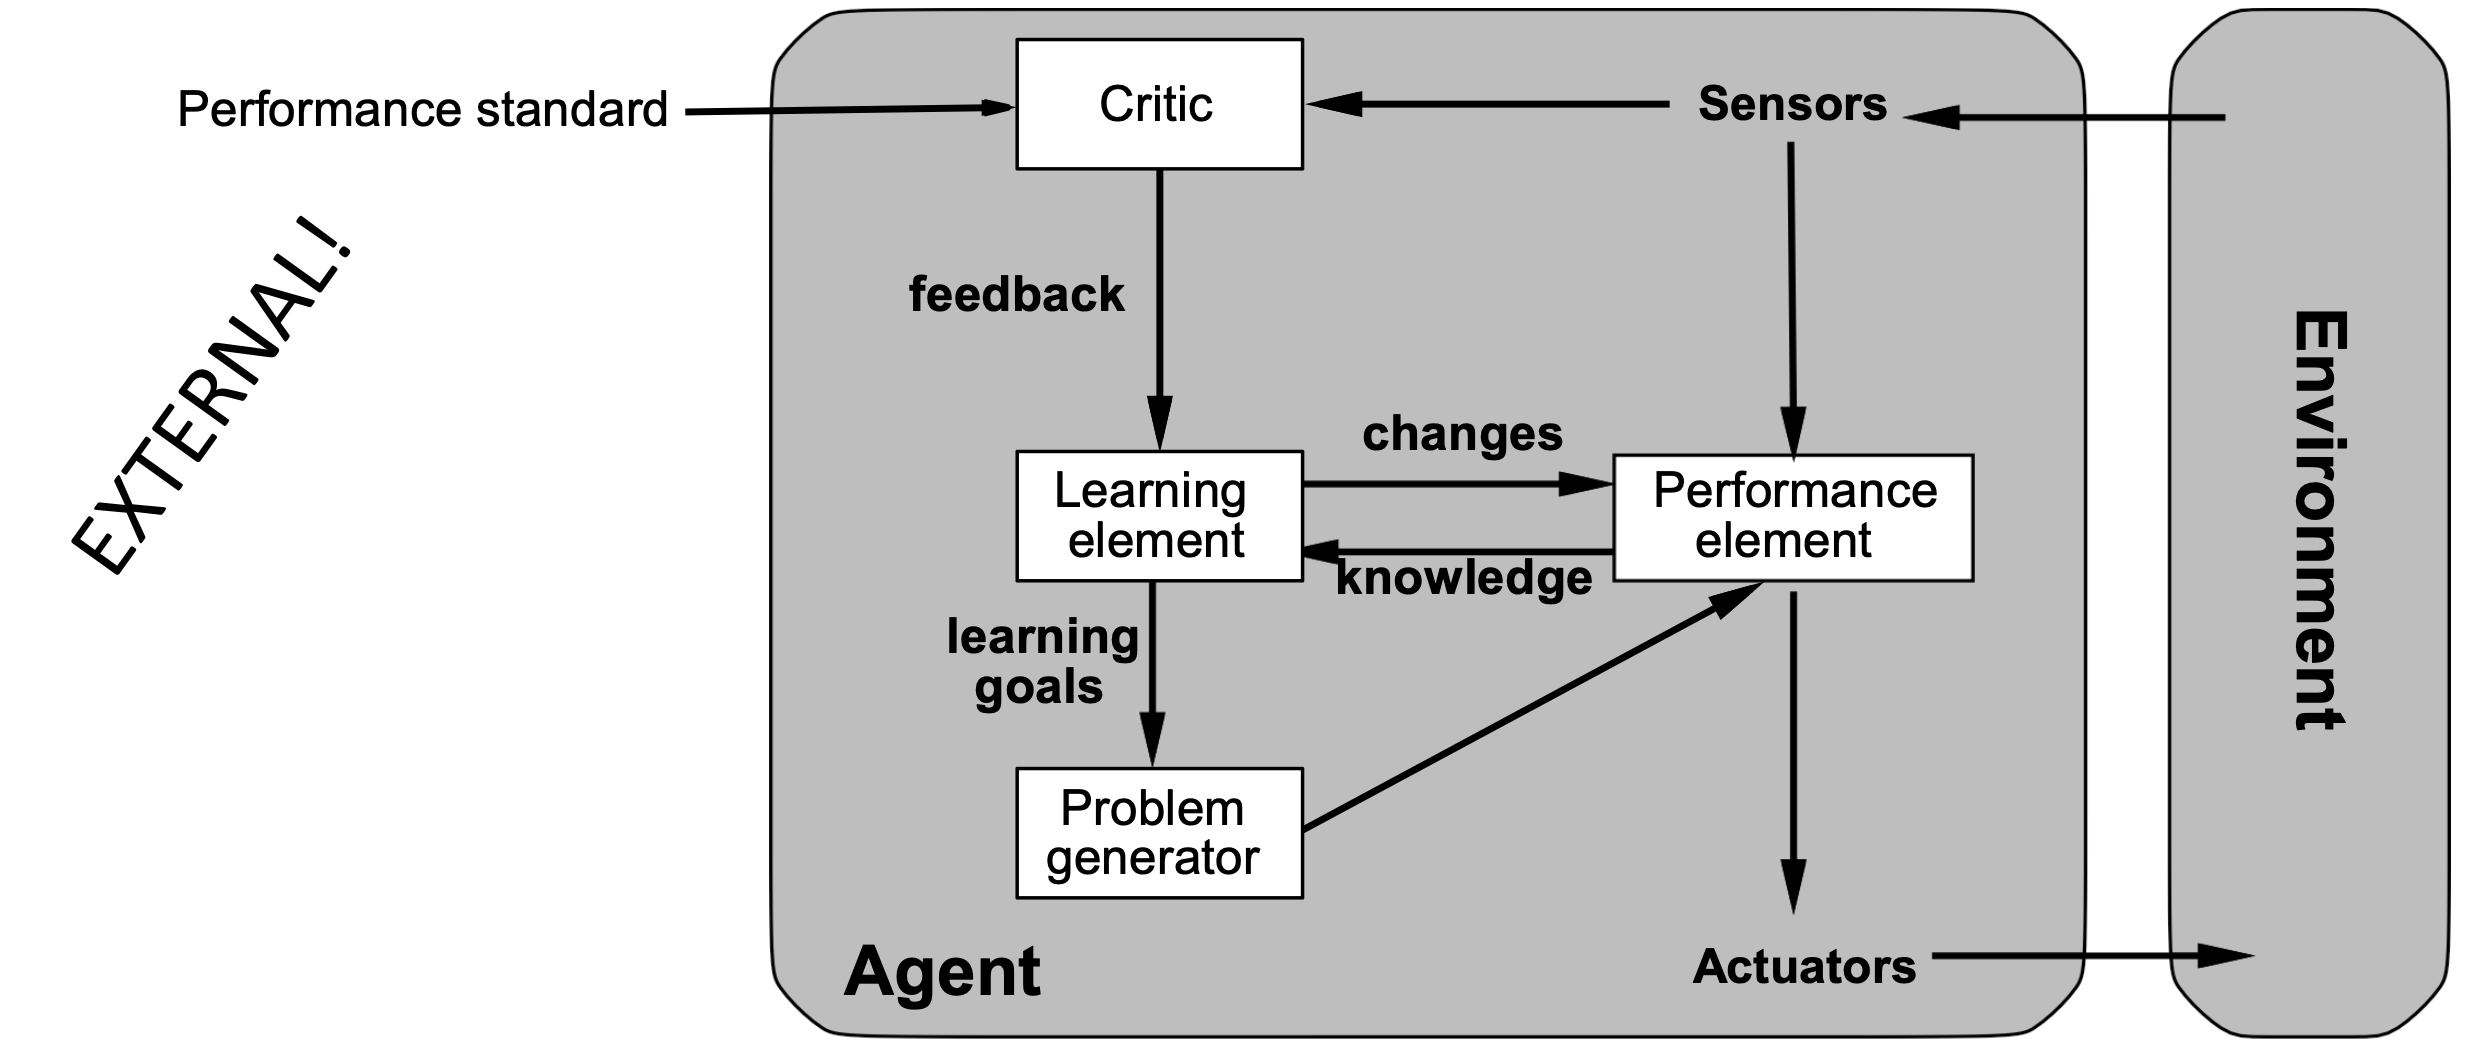 Performance standard
Critic
Sensors
EXTERNAL!
feedback
changes
Learning
element
Performance
element
knowledge
learning
goals
Problem
generator
Agent
Actuators
Environment